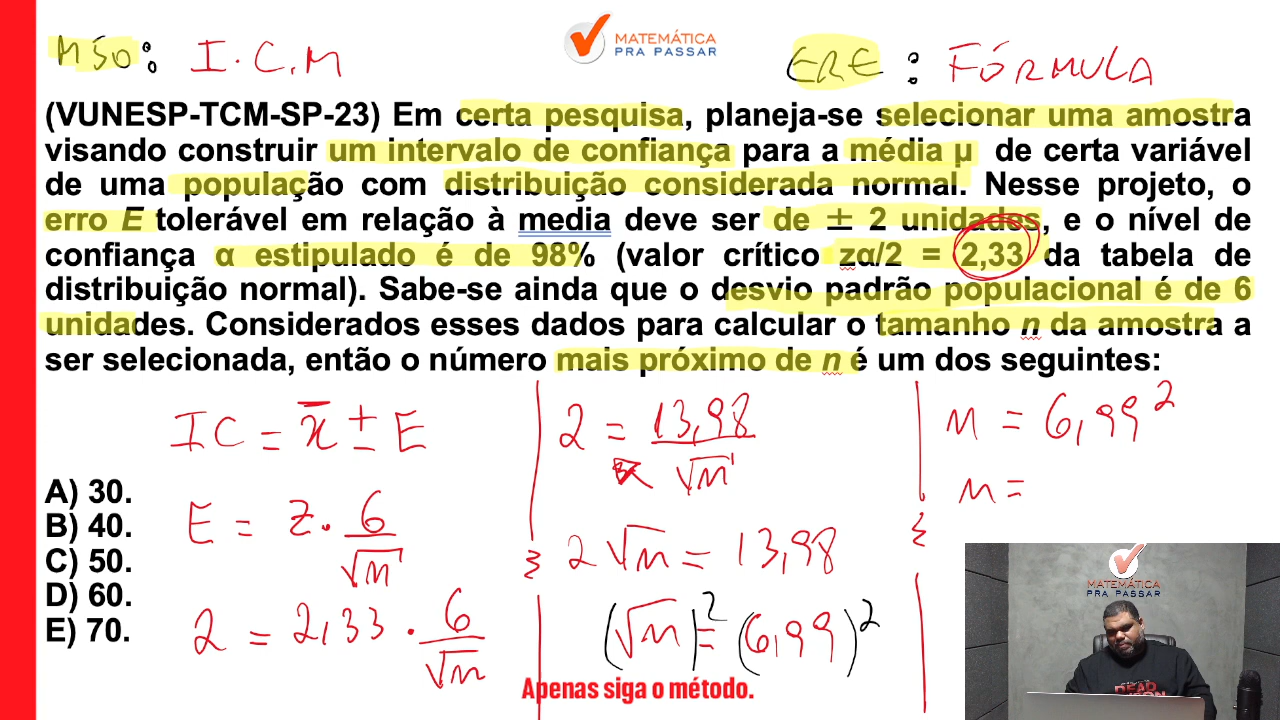 MATEMÁTICA
PRA PASSAR
MSO: I.C.M
ERE: FÓRMULA
(VUNESP-TCM-SP-23) Em certa pesquisa, planeja-se selecionar uma amostra
visando construir um intervalo de confiança para a média μ de certa variável
de uma população com distribuição considerada normal. Nesse projeto, o
erro E tolerável em relação à media deve ser de ± 2 unidades, e o nível de
confiança α estipulado é de 98% (valor crítico zα/2 = 2,33 da tabela de
distribuição normal). Sabe-se ainda que o desvio padrão populacional é de 6
unidades. Considerados esses dados para calcular o tamanho n da amostra a
ser selecionada, então o número mais próximo de n é um dos seguintes:
A) 30.
B) 40.
C) 50.
D) 60.
E) 70.
IC = x̄ ± E
E = z · 6/√n
2 = 2,33 · 6/√n
2 = 13,98/√n
2√n = 13,98
(√n)² = (6,99)²
n = 6,99²
n =
MATEMÁTICA
PRA PASSAR
DEAD
Apenas siga o método.